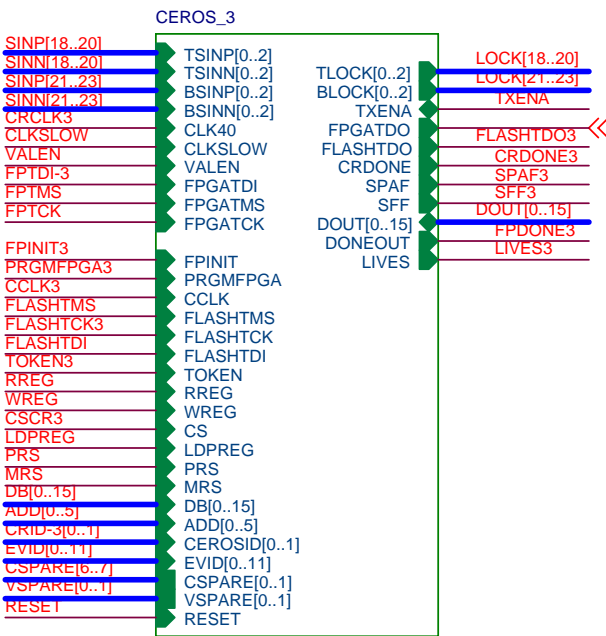 CEROS_3
SINP[18..20] TSINP[0..2]
SINN[18..20] TSINN[0..2]
SINP[21..23] BSINP[0..2]
SINN[21..23] BSINN[0..2]
CRCLK3 CLK40
CLKSLOW CLKSLOW
VALEN VALEN
FPTDI-3 FPGATDI
FPTMS FPGATMS
FPTCK FPGATCK
FPINIT3 FPINIT
PRGMFPGA3 PRGMFPGA
CCLK3 CCLK
FLASHTMS FLASHTMS
FLASHTCK3 FLASHTCK
FLASHTDI FLASHTDI
TOKEN3 TOKEN
RREG RREG
WREG WREG
CSCR3 CS
LDPREG LDPREG
PRS PRS
MRS MRS
DB[0..15] DB[0..15]
ADD[0..5] ADD[0..5]
CRID-3[0..1] CEROSID[0..1]
EVID[0..11] EVID[0..11]
CSPARE[6..7] CSPARE[0..1]
VSPARE[0..1] VSPARE[0..1]
RESET RESET
TLOCK[0..2] LOCK[18..20]
BLOCK[0..2] LOCK[21..23]
TXENA TXENA
FPGATDO
FLASHTDO FLASHTDO3
CRDONE CRDONE3
SPAF SPAF3
SFF SFF3
DOUT[0..15] DOUT[0..15]
DONEOUT FPDONE3
LIVES LIVES3